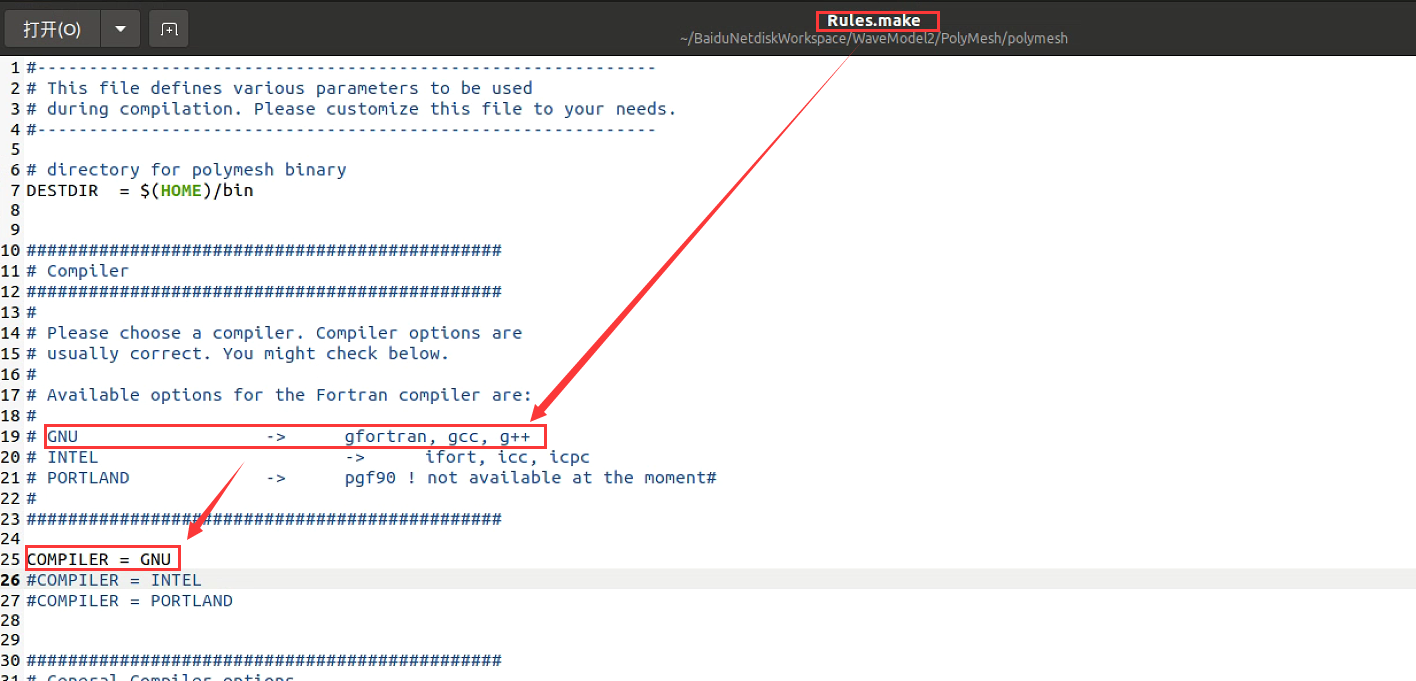 打开(O)
Rules.make
~/BaiduNetdiskWorkspace/WaveModel2/PolyMesh/polymesh
1 #------------------------------------------------------------
2 # This file defines various parameters to be used
3 # during compilation. Please customize this file to your needs.
4 #------------------------------------------------------------
5
6 # directory for polymesh binary
7 DESTDIR  = $(HOME)/bin
8
9
10 ##############################################
11 # Compiler
12 ##############################################
13 #
14 # Please choose a compiler. Compiler options are
15 # usually correct. You might check below.
16 #
17 # Available options for the Fortran compiler are:
18 #
19 # GNU -> gfortran, gcc, g++
20 # INTEL -> ifort, icc, icpc
21 # PORTLAND -> pgf90 ! not available at the moment#
22 #
23 ##############################################
24
25 COMPILER = GNU
26 #COMPILER = INTEL
27 #COMPILER = PORTLAND
28
29
30 ##############################################
31 # General Compiler options